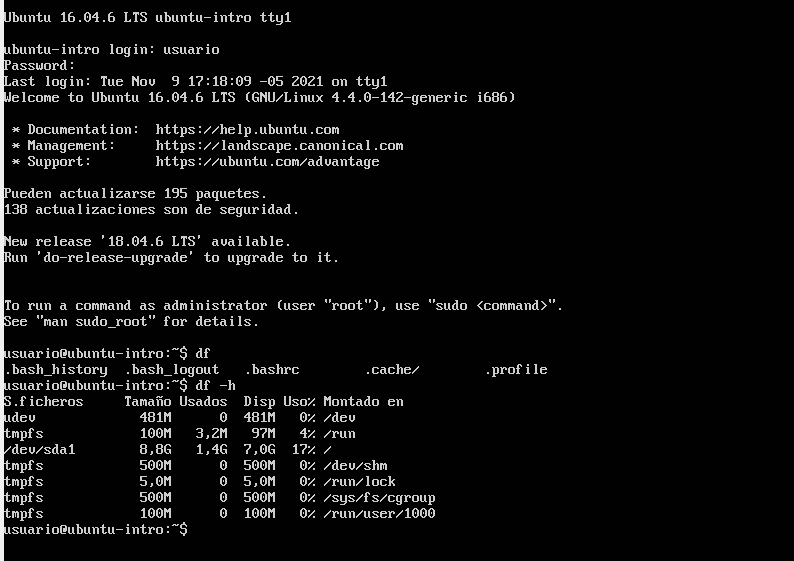 Ubuntu 16.04.6 LTS ubuntu-intro tty1
ubuntu-intro login: usuario
Password:
Last login: Tue Nov  9 17:18:09 -05 2021 on tty1
Welcome to Ubuntu 16.04.6 LTS (GNU/Linux 4.4.0-142-generic i686)
 * Documentation:  https://help.ubuntu.com
 * Management:     https://landscape.canonical.com
 * Support:        https://ubuntu.com/advantage
Pueden actualizarse 195 paquetes.
138 actualizaciones son de seguridad.
New release '18.04.6 LTS' available.
Run 'do-release-upgrade' to upgrade to it.
To run a command as administrator (user "root"), use "sudo <command>".
See "man sudo_root" for details.
usuario@ubuntu-intro:~$ df
.bash_history  .bash_logout   .bashrc        .cache/        .profile
usuario@ubuntu-intro:~$ df -h
S.ficheros     Tamaño Usados  Disp Uso% Montado en
udev             481M      0  481M   0% /dev
tmpfs            100M   3,2M   97M   4% /run
/dev/sda1        8,8G   1,4G  7,0G  17% /
tmpfs            500M      0  500M   0% /dev/shm
tmpfs            5,0M      0  5,0M   0% /run/lock
tmpfs            500M      0  500M   0% /sys/fs/cgroup
tmpfs            100M      0  100M   0% /run/user/1000
usuario@ubuntu-intro:~$